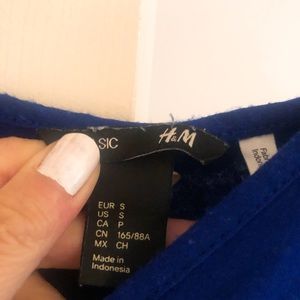 SIC
H&M
EUR S
US S
CA P
CN 165/88A
MX CH
Made in
Indonesia